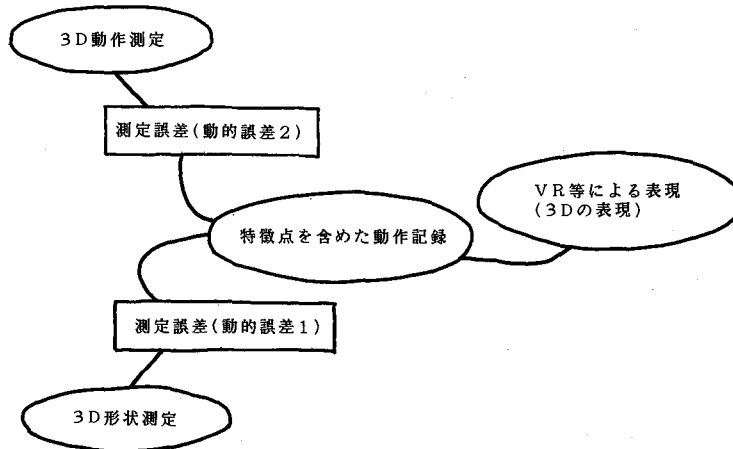 3D動作測定
測定誤差(動的誤差2)
VR等による表現
(3Dの表現)
特徴点を含めた動作記録
測定誤差(動的誤差1)
3D形状測定